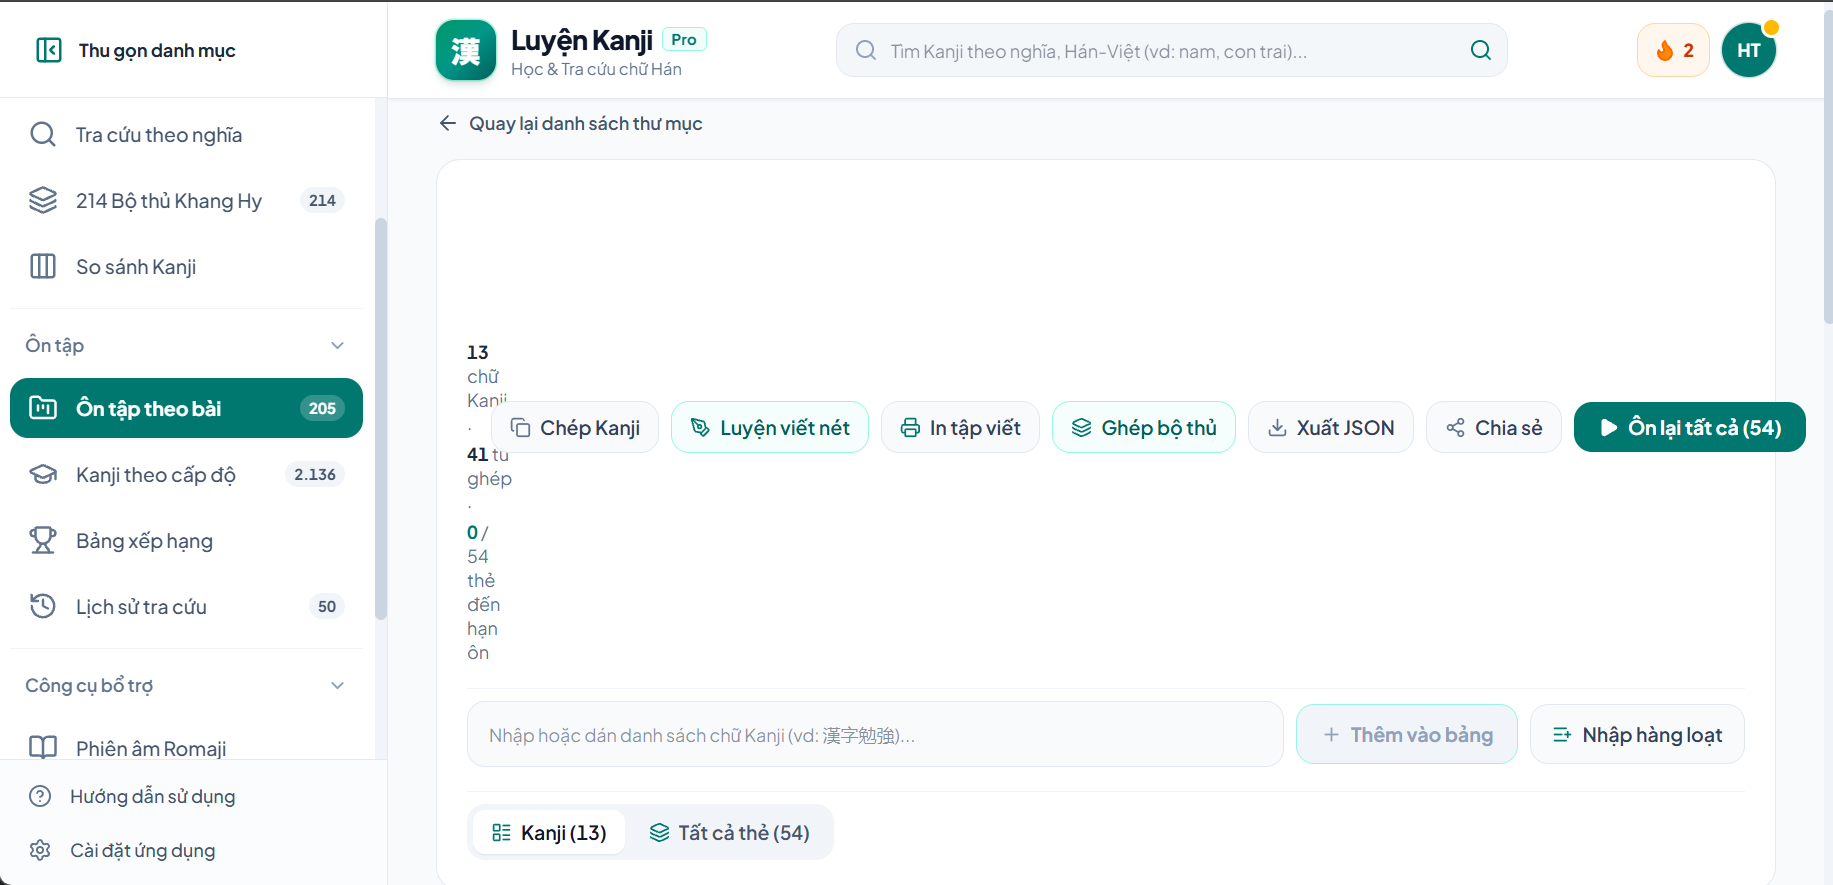 Thu gọn danh mục
漢
Luyện Kanji Pro
Học & Tra cứu chữ Hán
Tìm Kanji theo nghĩa, Hán-Việt (vd: nam, con trai)...
2
HT
Tra cứu theo nghĩa
214 Bộ thủ Khang Hy 214
So sánh Kanji
Ôn tập
Ôn tập theo bài 205
Kanji theo cấp độ 2.136
Bảng xếp hạng
Lịch sử tra cứu 50
Công cụ bổ trợ
Phiên âm Romaji
Hướng dẫn sử dụng
Cài đặt ứng dụng
Quay lại danh sách thư mục
13
chữ
Kanji
·
41 từ
ghép
·
0 /
54
thẻ
đến
hạn
ôn
Chép Kanji
Luyện viết nét
In tập viết
Ghép bộ thủ
Xuất JSON
Chia sẻ
Ôn lại tất cả (54)
Nhập hoặc dán danh sách chữ Kanji (vd: 漢字勉強)...
Thêm vào bảng
Nhập hàng loạt
Kanji (13)
Tất cả thẻ (54)